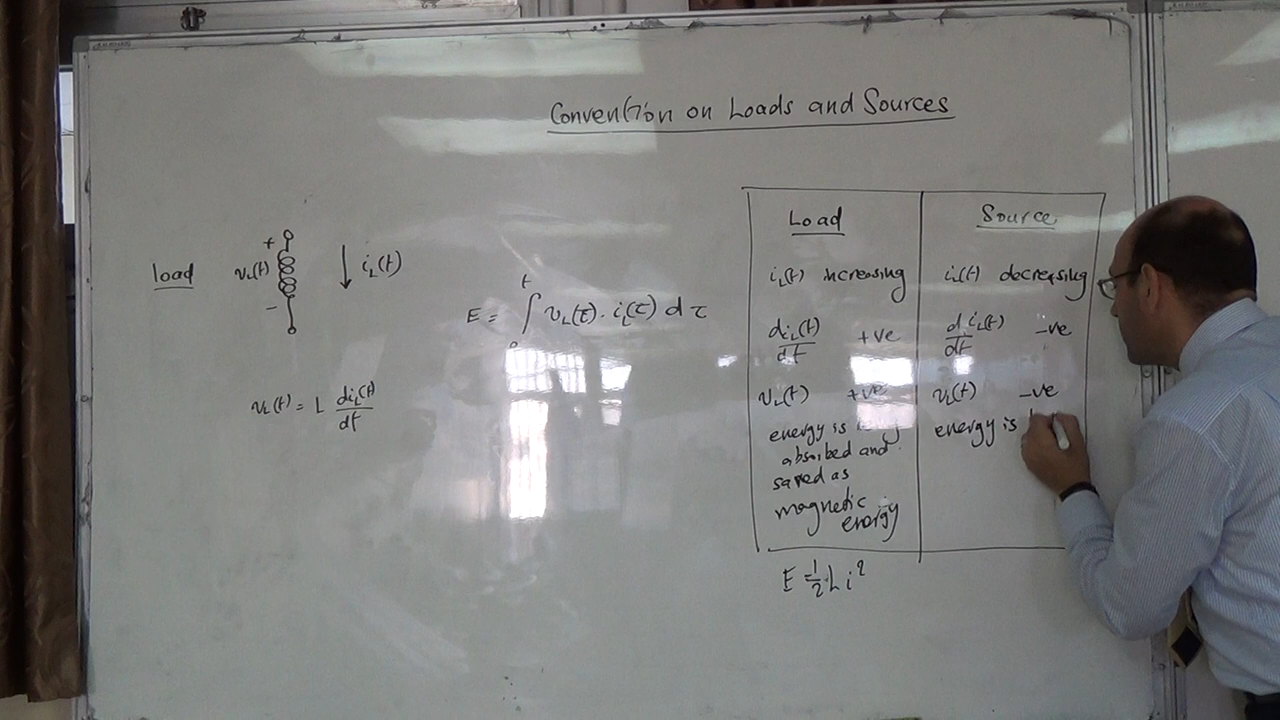 Convention on Loads and Sources
load
+
v_L(t)
-
i_L(t)
v_L(t) = L di_L(t)/dt
E = ∫₀ᵗ v_L(τ) · i_L(τ) dτ
Load
i_L(t) increasing
di_L(t)/dt +ve
v_L(t) +ve
energy is
absorbed and
saved as
magnetic
energy
E = 1/2 L i²
Source
i_L(t) decreasing
d i_L(t)/dt -ve
v_L(t) -ve
energy is